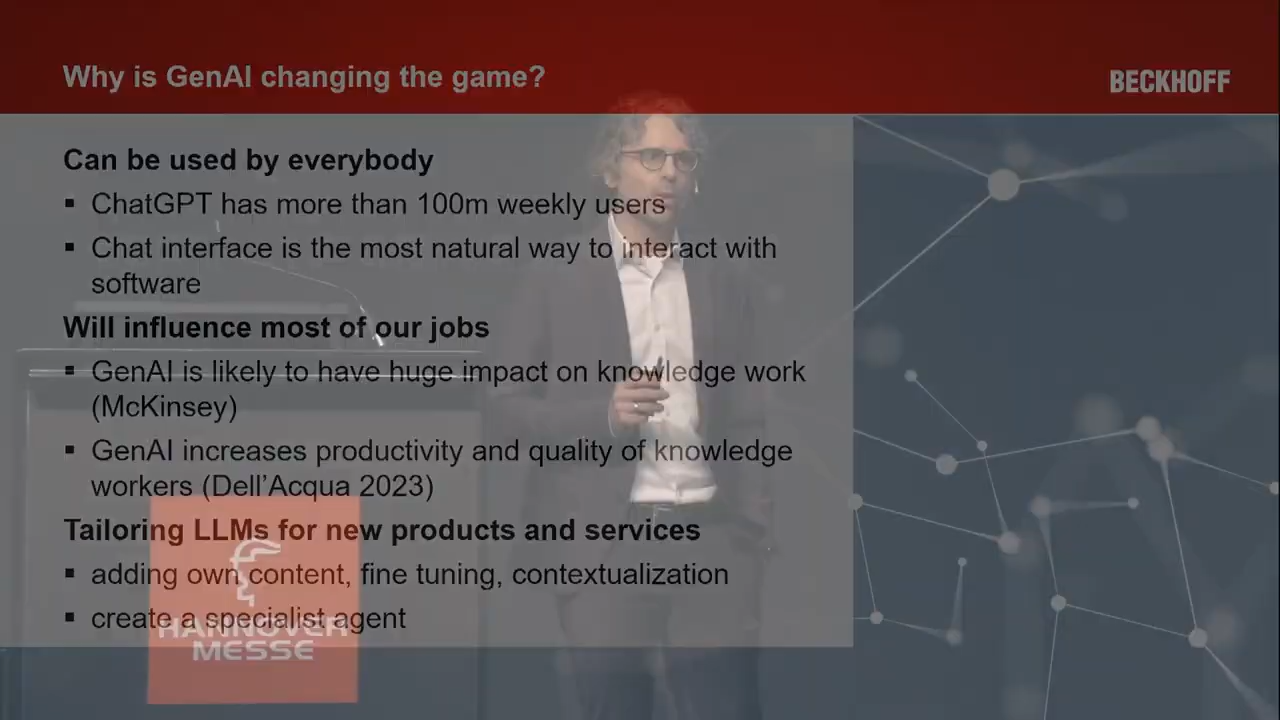 Why is GenAI changing the game?
BECKHOFF
Can be used by everybody
▪ ChatGPT has more than 100m weekly users
▪ Chat interface is the most natural way to interact with
software
Will influence most of our jobs
▪ GenAI is likely to have huge impact on knowledge work
(McKinsey)
▪ GenAI increases productivity and quality of knowledge
workers (Dell’Acqua 2023)
Tailoring LLMs for new products and services
▪ adding own content, fine tuning, contextualization
▪ create a specialist agent
HANNOVER
MESSE